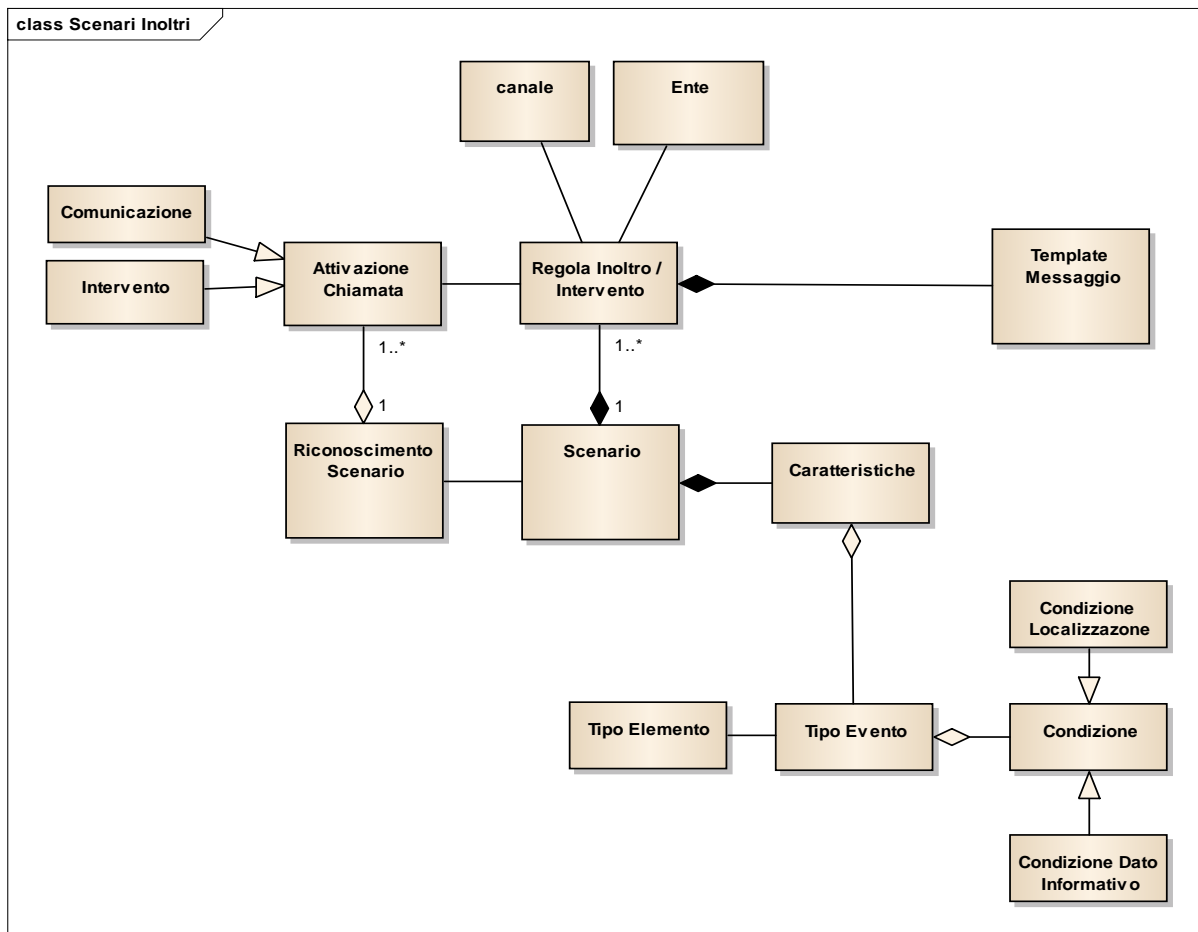 class Scenari Inoltri
canale
Ente
Comunicazione
Intervento
Attivazione
Chiamata
Regola Inoltro /
Intervento
Template
Messaggio
1..*
1..*
1
1
Riconoscimento
Scenario
Scenario
Caratteristiche
Condizione
Localizzazone
Tipo Elemento
Tipo Evento
Condizione
Condizione Dato
Informativo